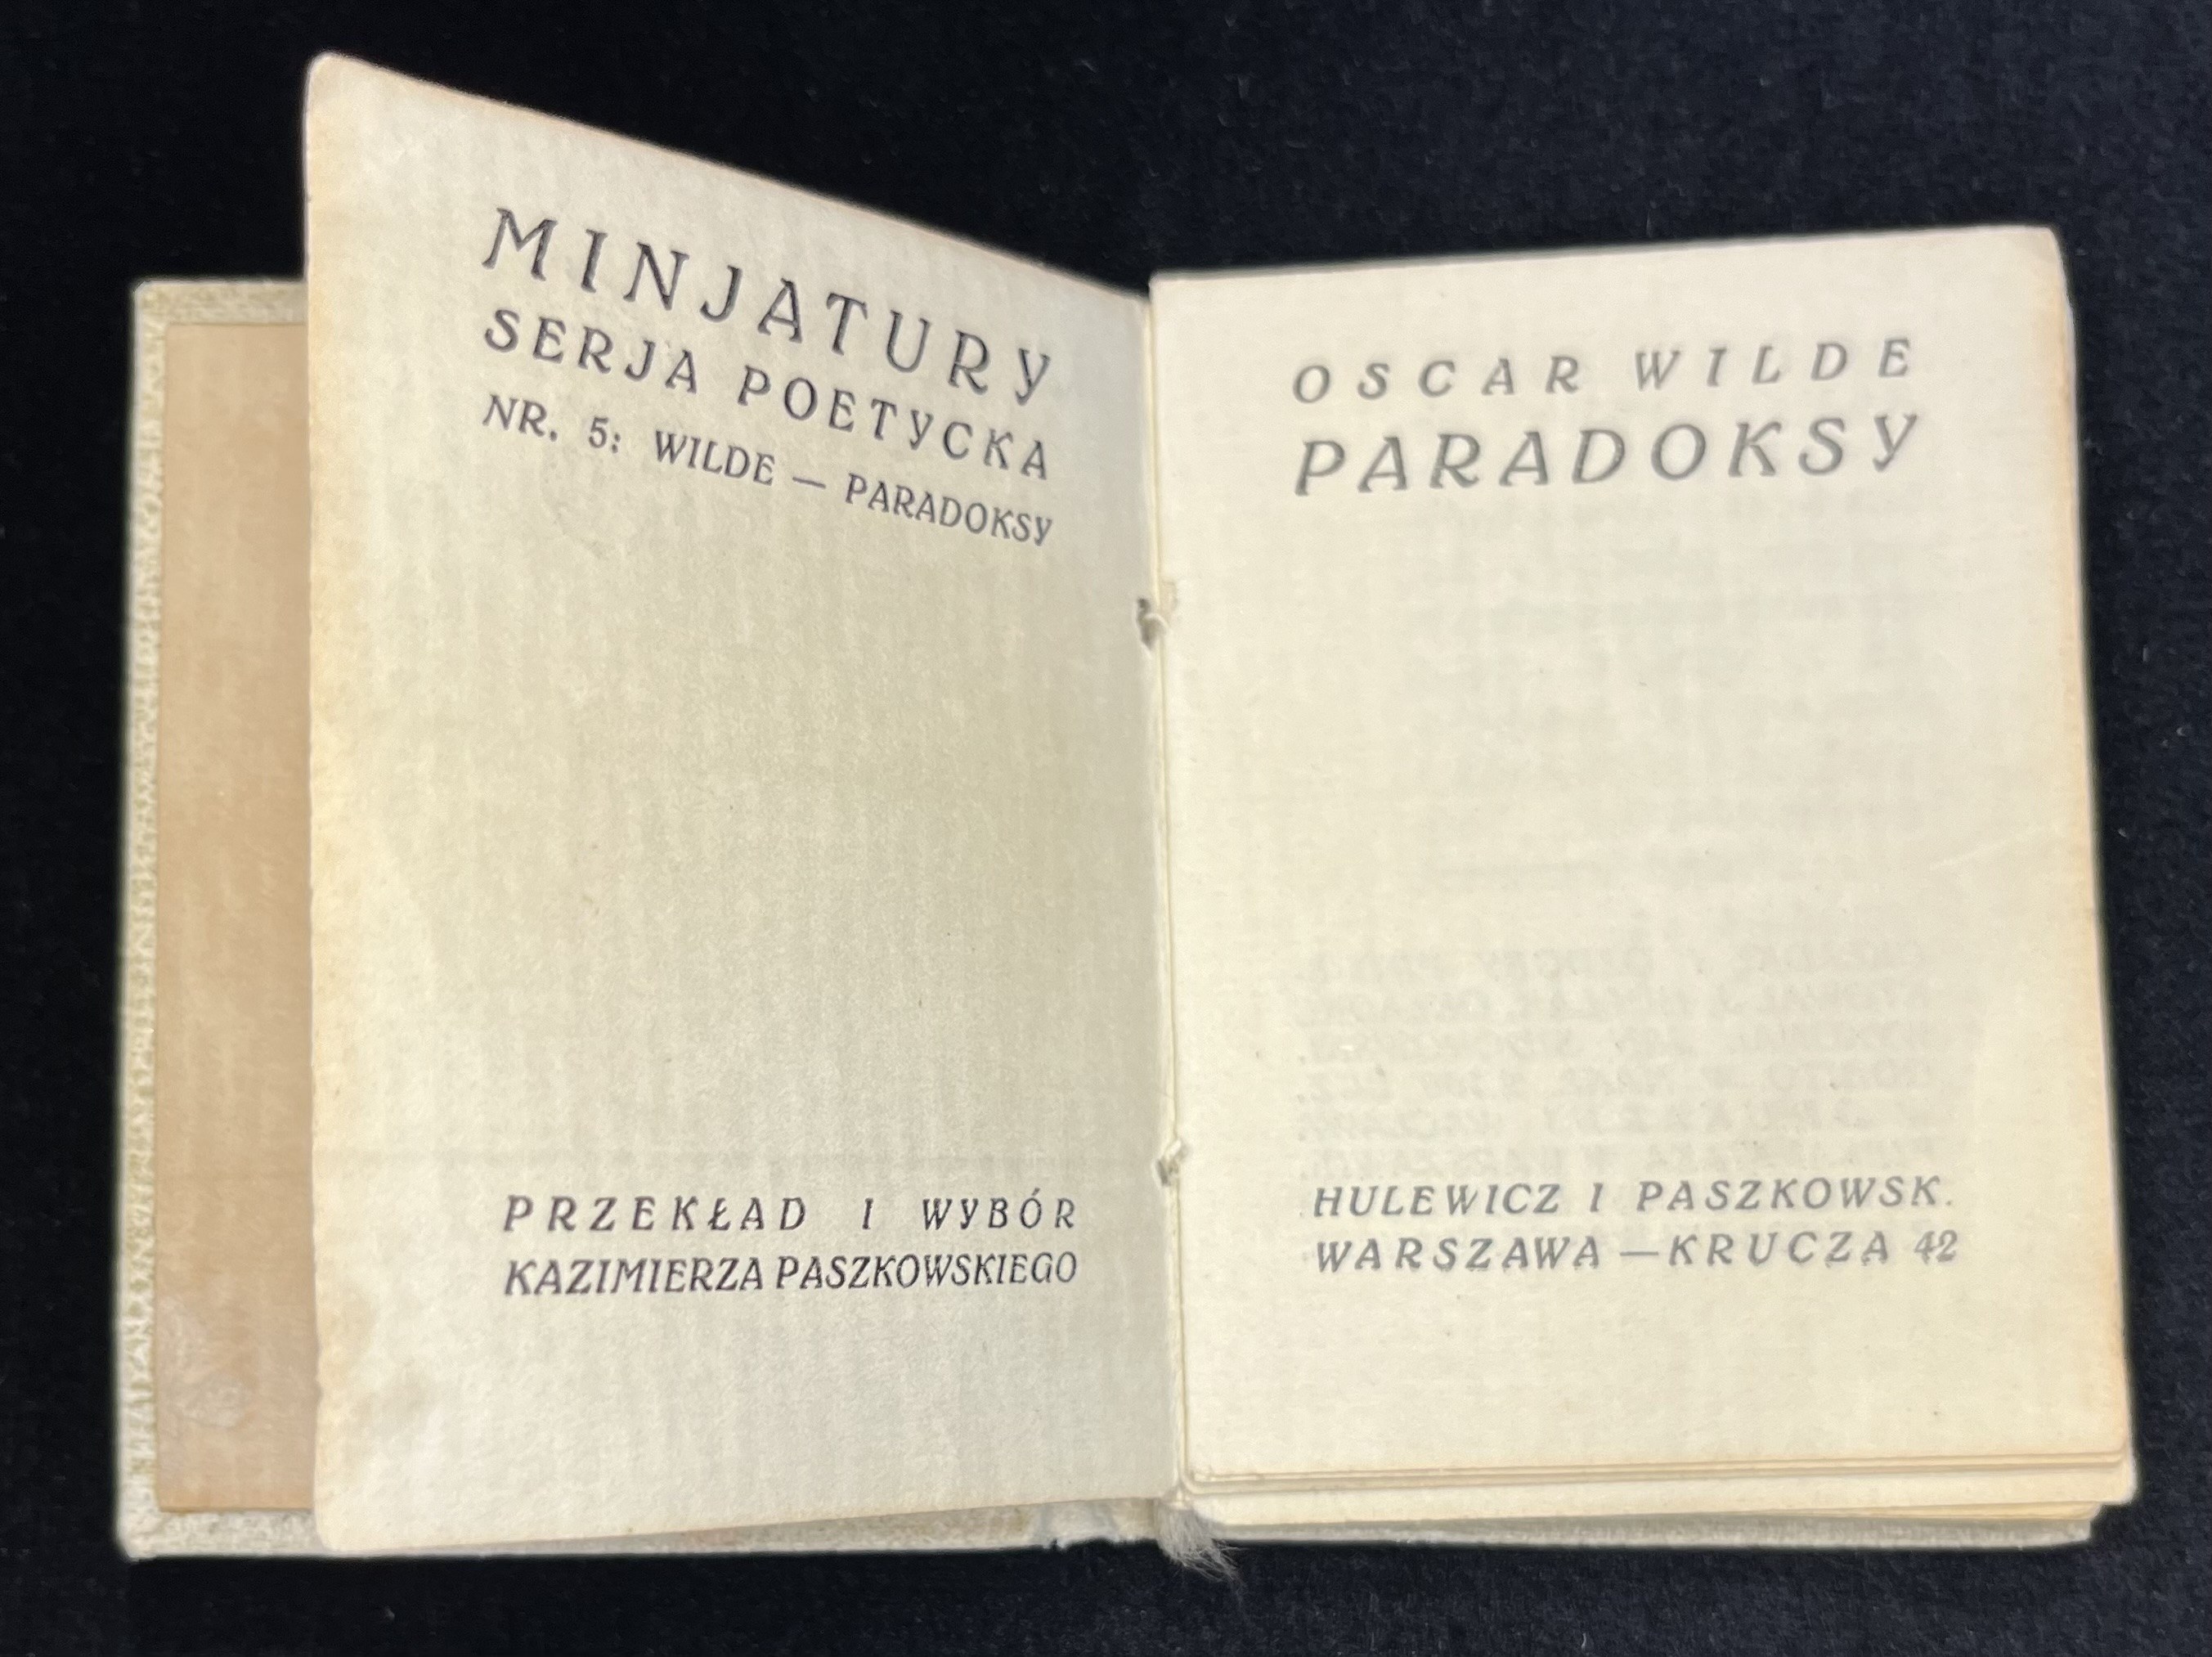 MINJATURY
SERJA POETYCKA
NR. 5: WILDE — PARADOKSY
PRZEKŁAD I WYBÓR
KAZIMIERZA PASZKOWSKIEGO
OSCAR WILDE
PARADOKSY
HULEWICZ I PASZKOWSK.
WARSZAWA — KRUCZA 42